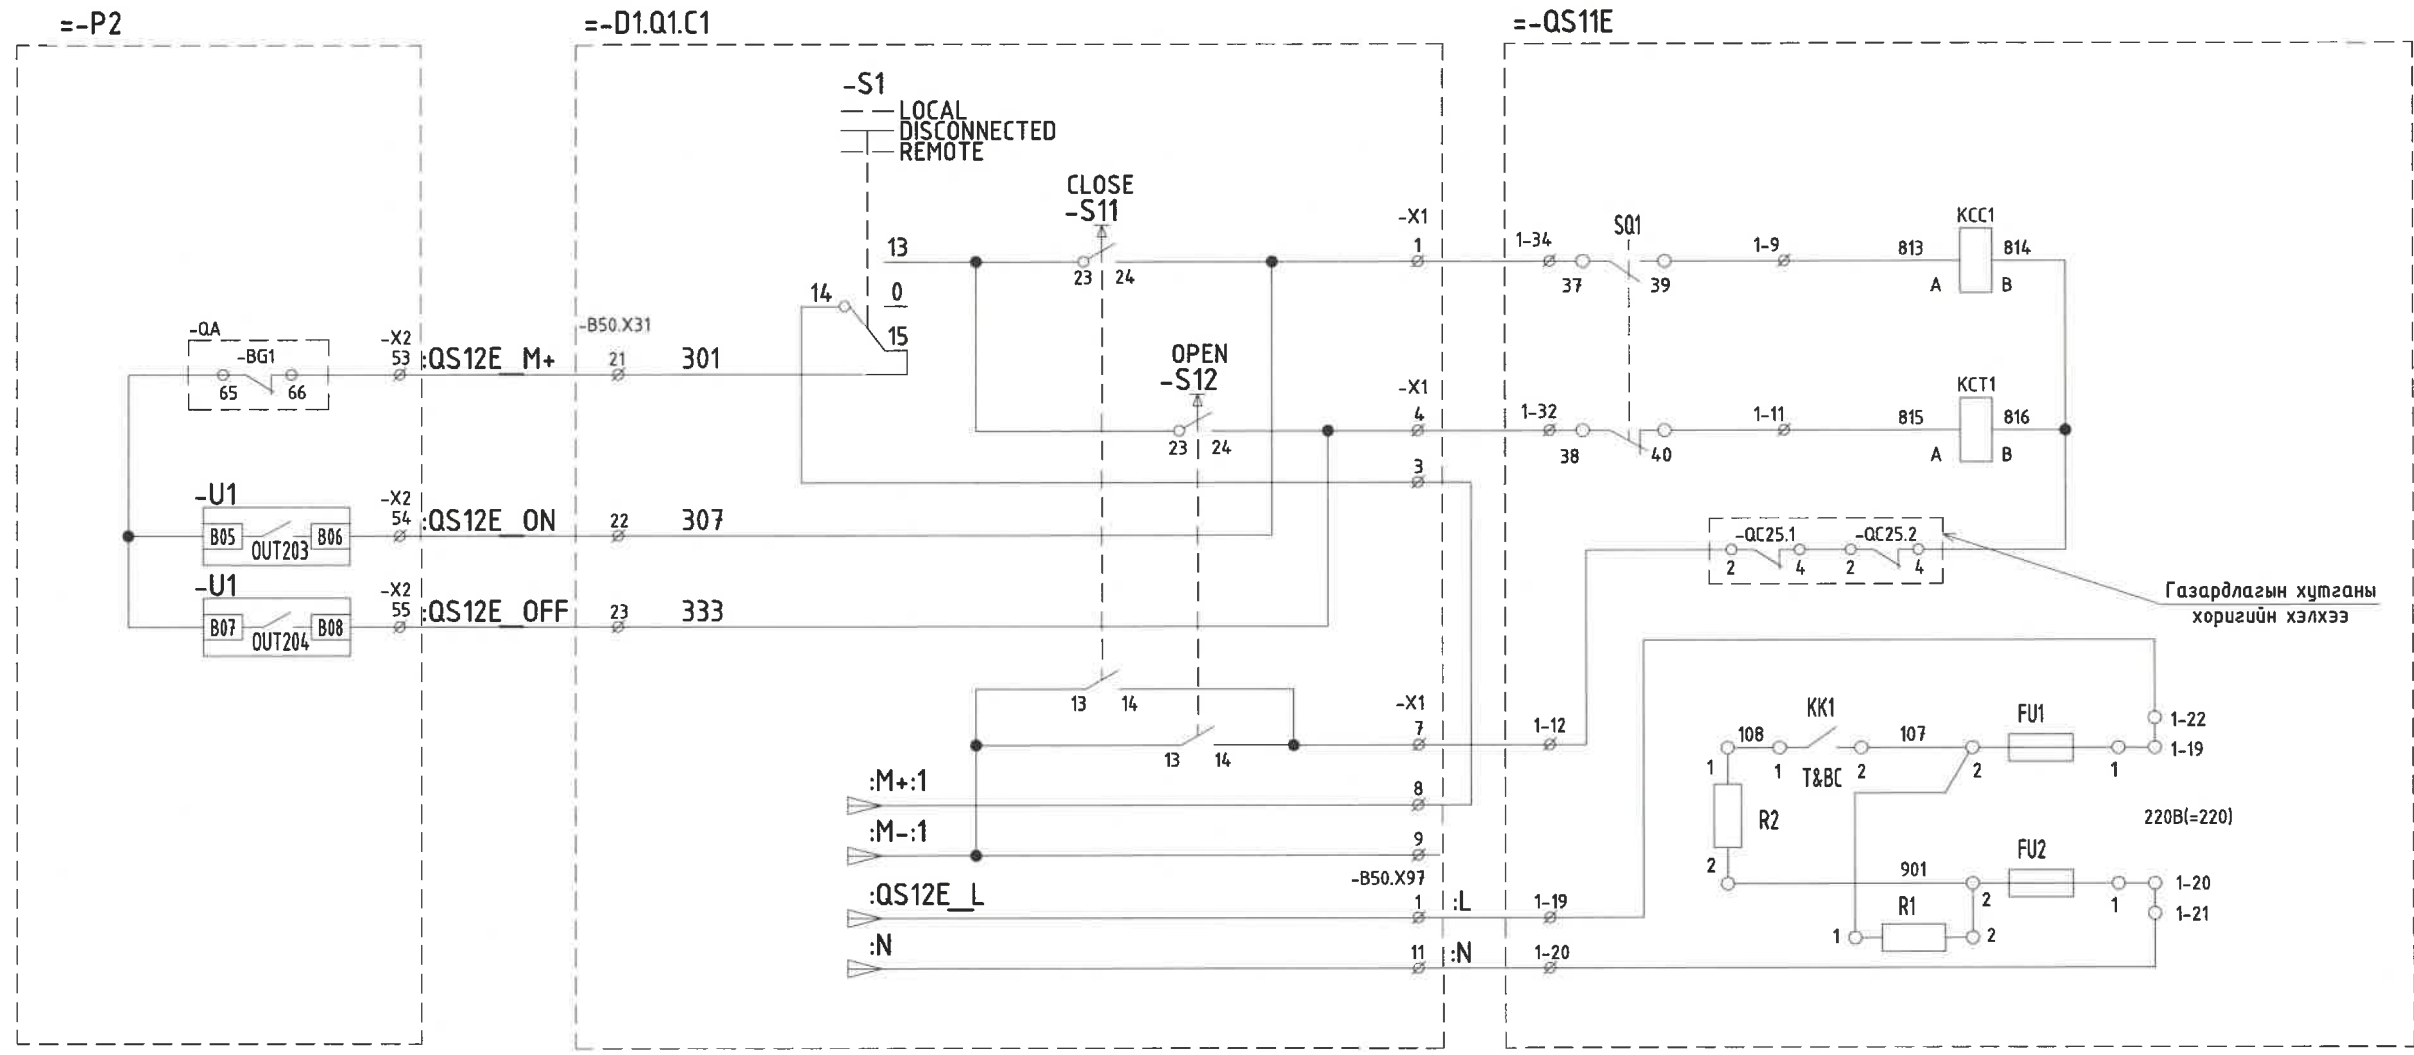 =-P2
=-D1.Q1.C1
=-QS11E
-S1
LOCAL
DISCONNECTED
REMOTE
CLOSE
-S11
13
23
24
-X1
1
1-34
37
SQ1
39
1-9
813
KCC1
814
A
B
14
0
15
-QA
-BG1
65
66
-X2
53
:QS12E_M+
-B50.X31
21
301
OPEN
-S12
23
24
-X1
4
1-32
38
40
1-11
815
KCT1
816
A
B
3
-U1
B05
OUT203
B06
-X2
54
:QS12E_ON
22
307
-QC25.1
2
4
-QC25.2
2
4
-U1
B07
OUT204
B08
-X2
55
:QS12E_OFF
23
333
Газардлагын хутганы
хоригийн хэлхээ
13
14
13
14
-X1
7
1-12
:M+:1
8
:M-:1
9
-B50.X97
:QS12E_L
1
:L
1-19
:N
11
:N
1-20
108
KK1
107
FU1
1-22
1-19
1
1
T&BC
2
2
1
R2
220В(=220)
2
901
FU2
1-20
R1
2
1
1-21
1
2